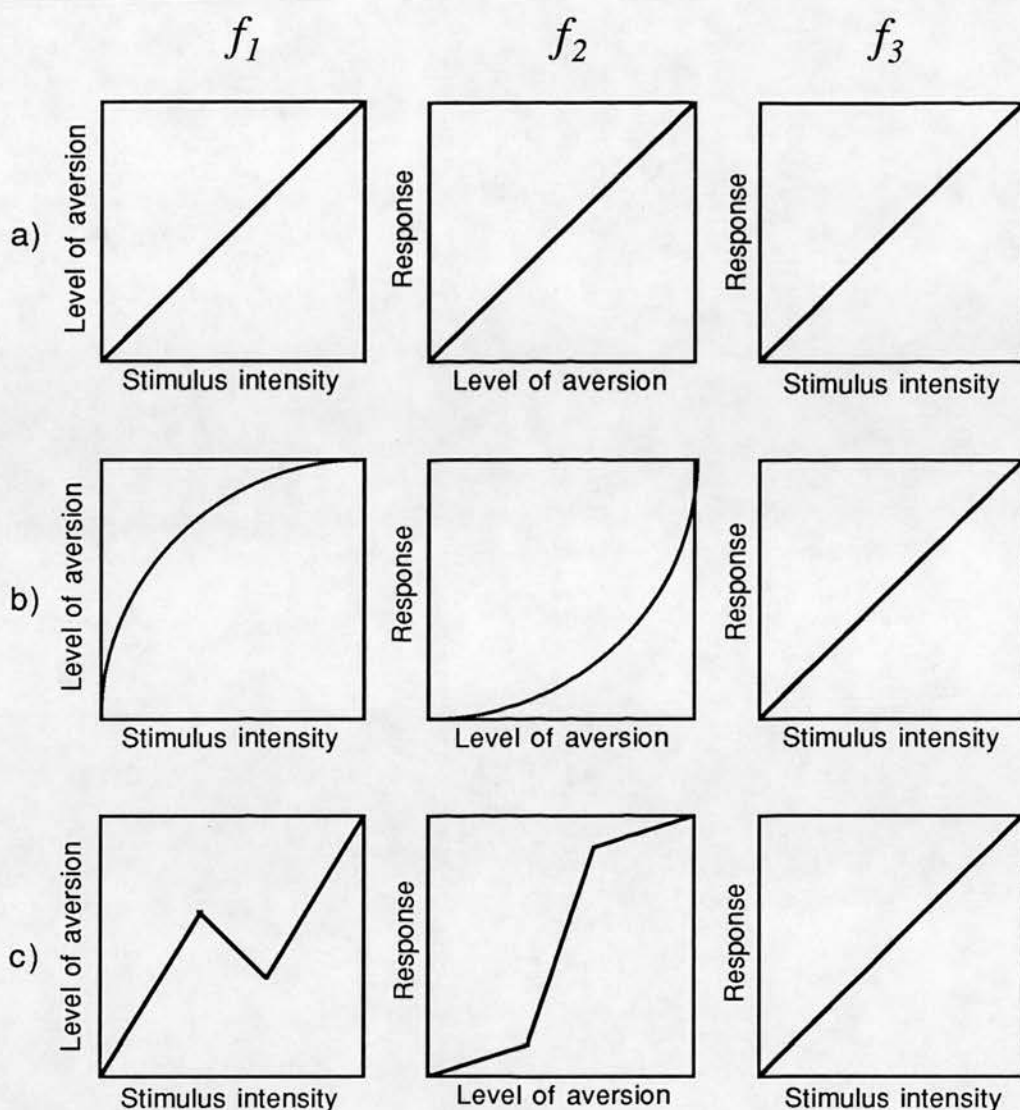 f1 f2 f3
a)
Level of aversion
Stimulus intensity
Response
Level of aversion
Response
Stimulus intensity
b)
Level of aversion
Stimulus intensity
Response
Level of aversion
Response
Stimulus intensity
c)
Level of aversion
Stimulus intensity
Response
Level of aversion
Response
Stimulus intensity